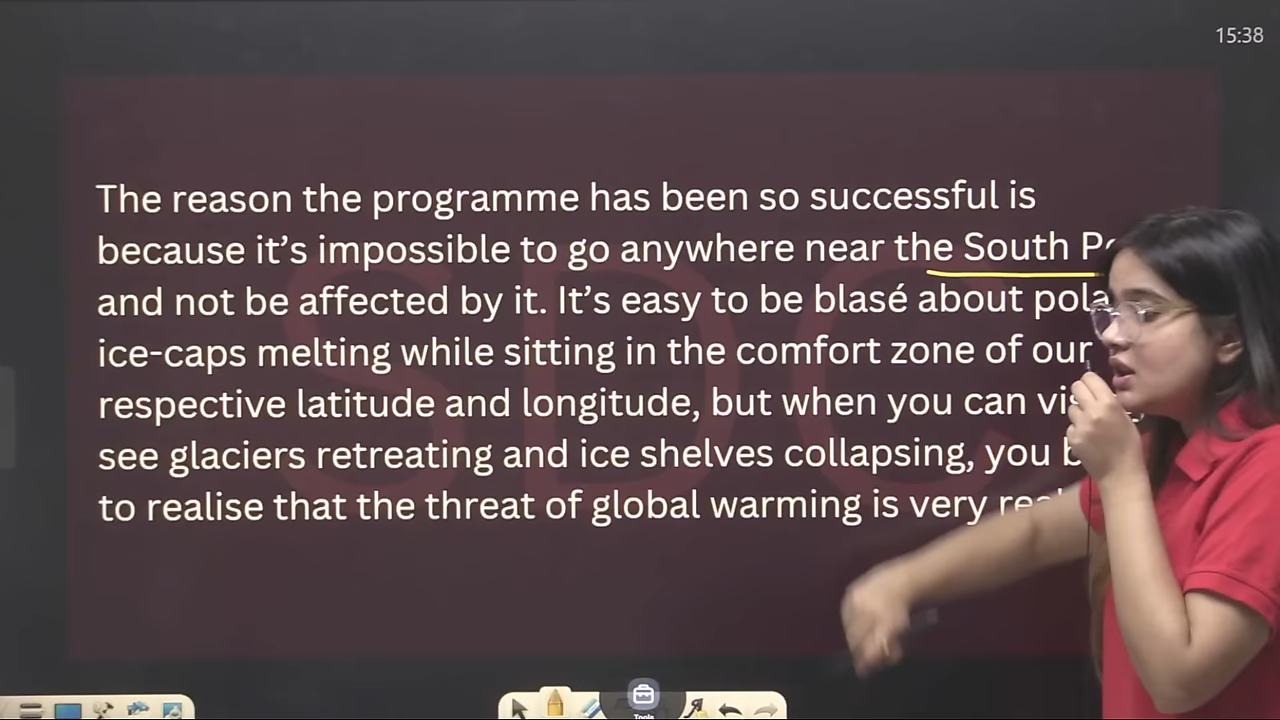 15:38
The reason the programme has been so successful is
because it's impossible to go anywhere near the South
and not be affected by it. It's easy to be blasé about
ice-caps melting while sitting in the comfort zone of our
respective latitude and longitude, but when you can
see glaciers retreating and ice shelves collapsing, you
to realise that the threat of global warming is very
SDC
Tools